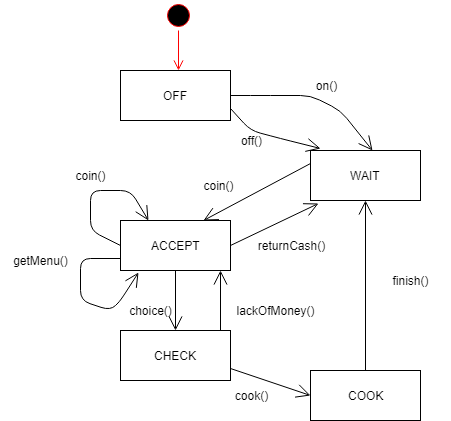 OFF
on()
off()
WAIT
coin()
coin()
ACCEPT
returnCash()
getMenu()
finish()
choice()
lackOfMoney()
CHECK
cook()
COOK